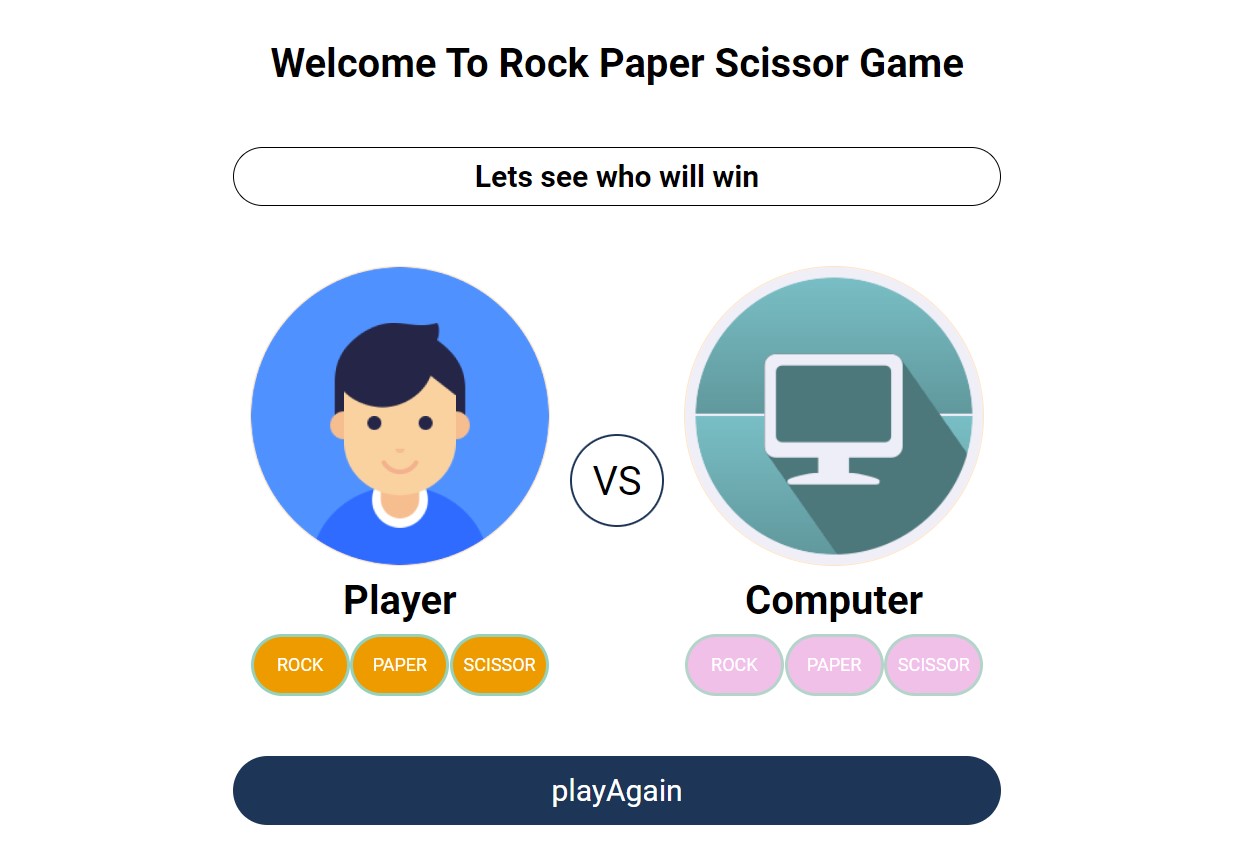 Welcome To Rock Paper Scissor Game
Lets see who will win
VS
Player
Computer
ROCK PAPER SCISSOR
ROCK PAPER SCISSOR
playAgain